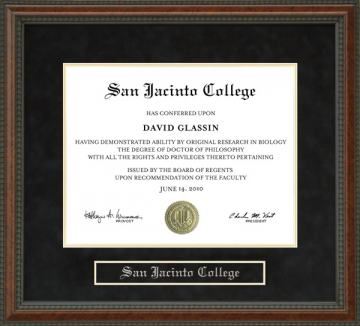 San Jacinto College
HAS CONFERRED UPON
DAVID GLASSIN
HAVING DEMONSTRATED ABILITY BY ORIGINAL RESEARCH IN BIOLOGY
THE DEGREE OF DOCTOR OF PHILOSOPHY
WITH ALL THE RIGHTS AND PRIVILEGES THERETO PERTAINING
ISSUED BY THE BOARD OF REGENTS
UPON RECOMMENDATION OF THE FACULTY
JUNE 14, 2010
PROVOST
PRESIDENT
San Jacinto College